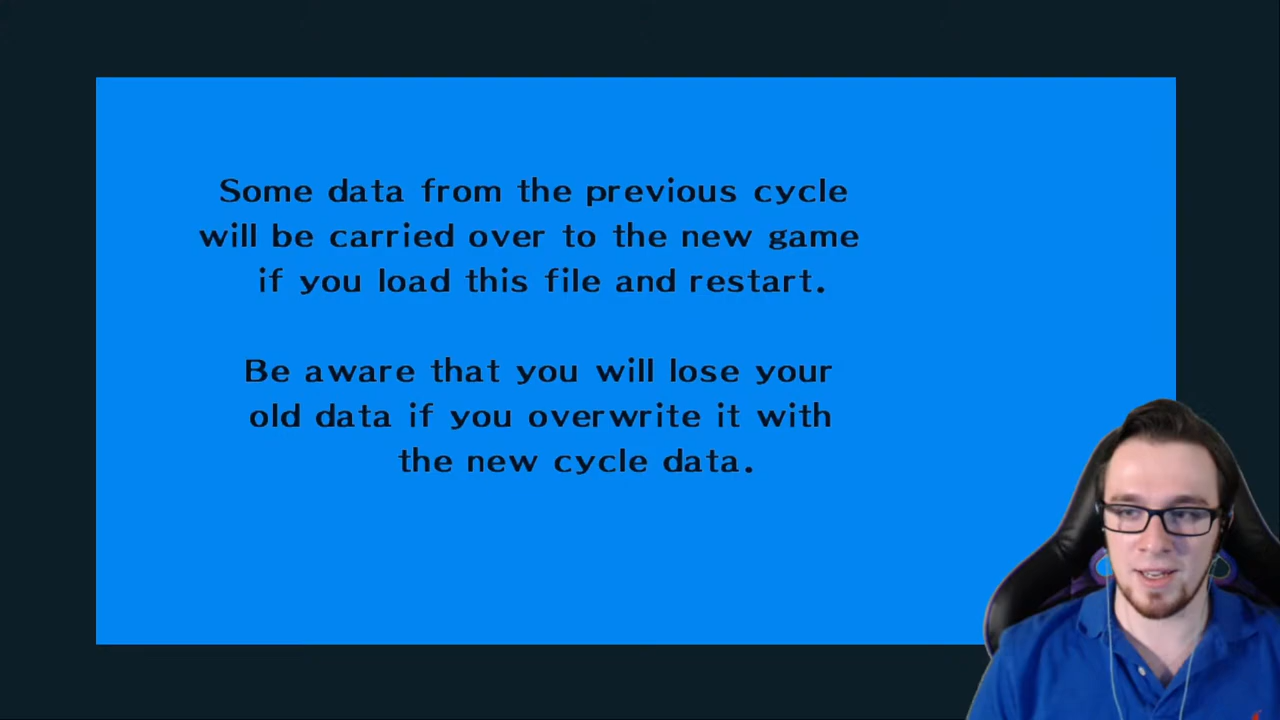 Some data from the previous cycle
will be carried over to the new game
if you load this file and restart.
Be aware that you will lose your
old data if you overwrite it with
the new cycle data.